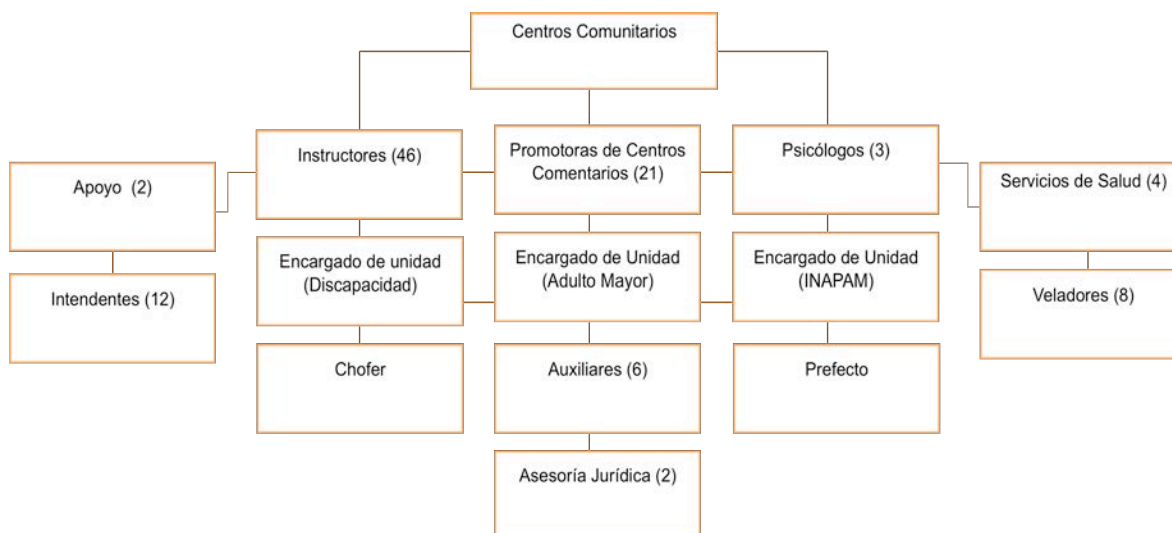 Centros Comunitarios
Instructores (46)
Promotoras de Centros
Comentarios (21)
Psicólogos (3)
Apoyo (2)
Servicios de Salud (4)
Encargado de unidad
(Discapacidad)
Encargado de Unidad
(Adulto Mayor)
Encargado de Unidad
(INAPAM)
Intendentes (12)
Veladores (8)
Chofer
Auxiliares (6)
Prefecto
Asesoría Jurídica (2)